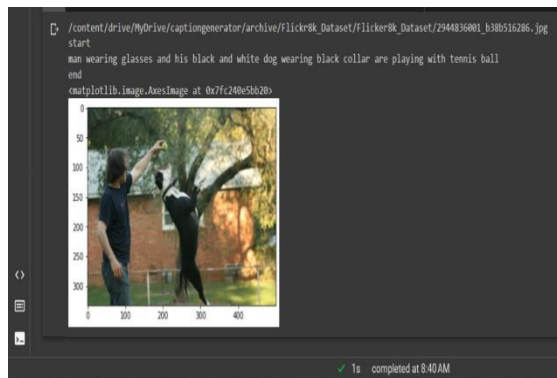 /content/drive/MyDrive/captiongenerator/archive/Flickr8k_Dataset/Flicker8k_Dataset/2944836001_b38b516286.jpg
start
man wearing glasses and his black and white dog wearing black collar are playing with tennis ball
end
<matplotlib.image.AxesImage at 0x7fc240e5bb20>
0
50
100
150
200
250
300
0 100 200 300 400
✓ 1s completed at 8:40 AM